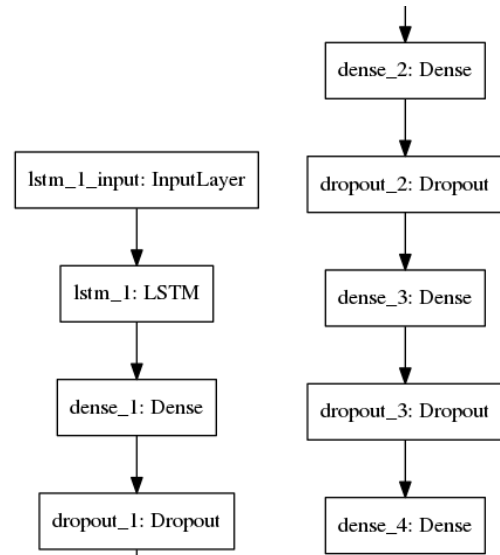 lstm_1_input: InputLayer
lstm_1: LSTM
dense_1: Dense
dropout_1: Dropout
dense_2: Dense
dropout_2: Dropout
dense_3: Dense
dropout_3: Dropout
dense_4: Dense